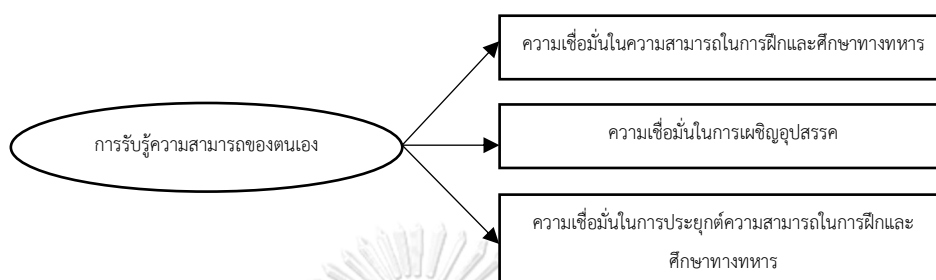 ความเชื่อมั่นในความสามารถในการฝึกและศึกษาทางทหาร
การรับรู้ความสามารถของตนเอง
ความเชื่อมั่นในการเผชิญอุปสรรค
ความเชื่อมั่นในการประยุกต์ความสามารถในการฝึกและ
ศึกษาทางทหาร